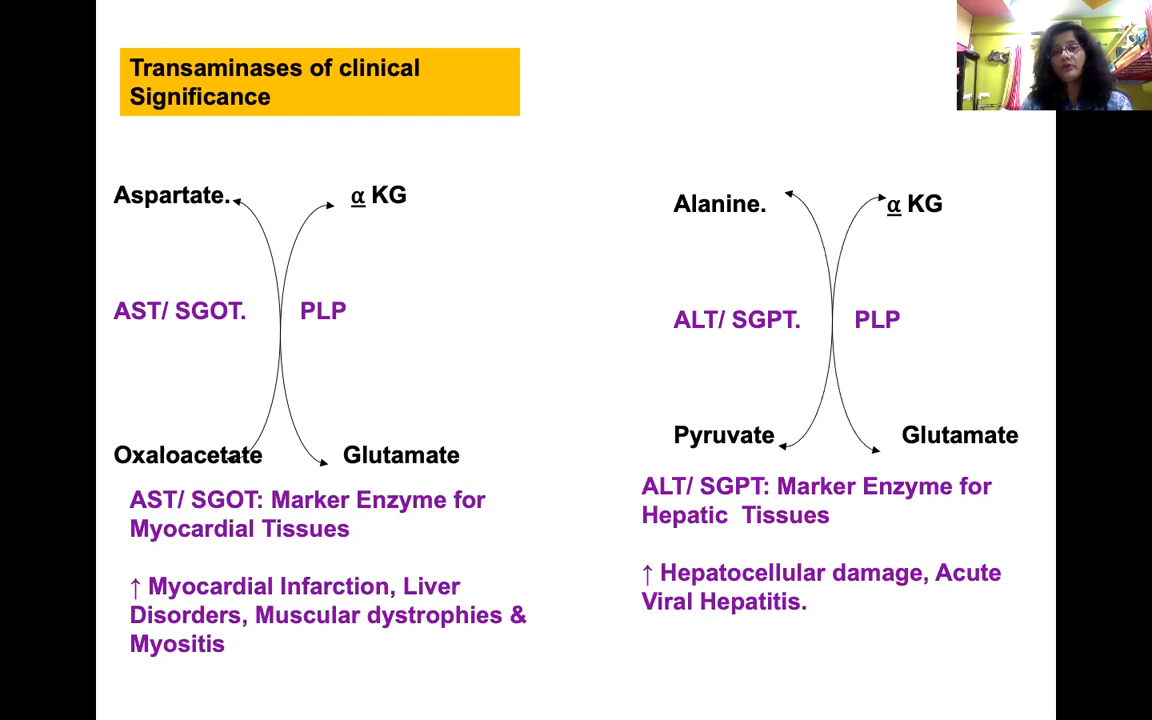 Transaminases of clinical
Significance
Aspartate.
α KG
AST/ SGOT.
PLP
Oxaloacetate
Glutamate
AST/ SGOT: Marker Enzyme for
Myocardial Tissues
↑ Myocardial Infarction, Liver
Disorders, Muscular dystrophies &
Myositis
Alanine.
α KG
ALT/ SGPT.
PLP
Pyruvate
Glutamate
ALT/ SGPT: Marker Enzyme for
Hepatic Tissues
↑ Hepatocellular damage, Acute
Viral Hepatitis.